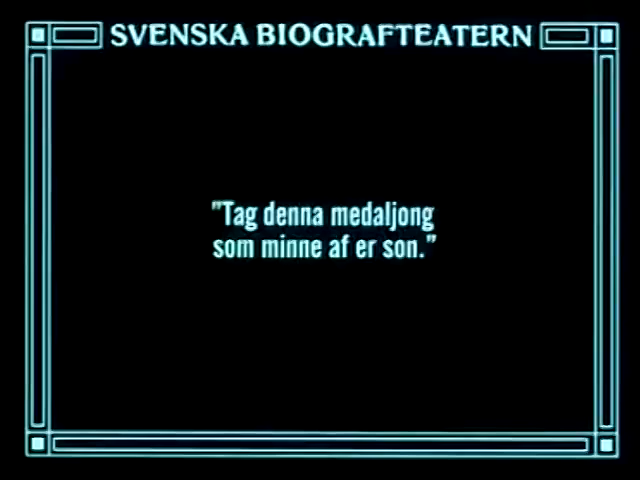 SVENSKA BIOGRAFTEATERN
"Tag denna medaljong
som minne af er son."